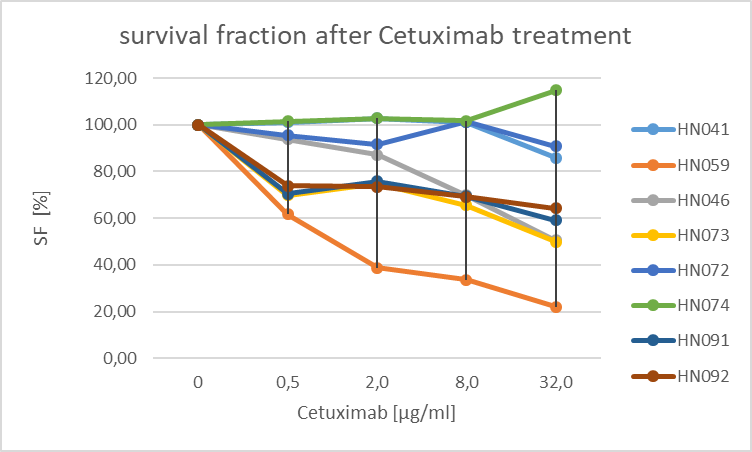 survival fraction after Cetuximab treatment
120,00
100,00
80,00
60,00
40,00
20,00
0,00
SF [%]
0 0,5 2,0 8,0 32,0
Cetuximab [µg/ml]
HN041
HN059
HN046
HN073
HN072
HN074
HN091
HN092